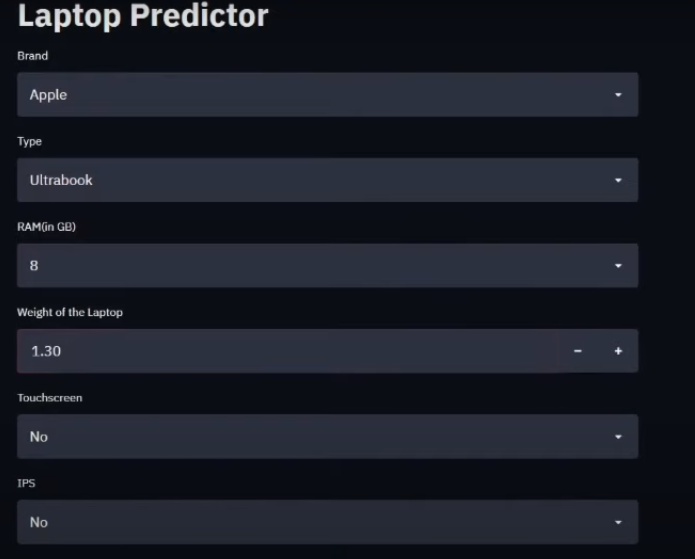 Laptop Predictor
Brand
Apple
Type
Ultrabook
RAM(in GB)
8
Weight of the Laptop
1.30
Touchscreen
No
IPS
No